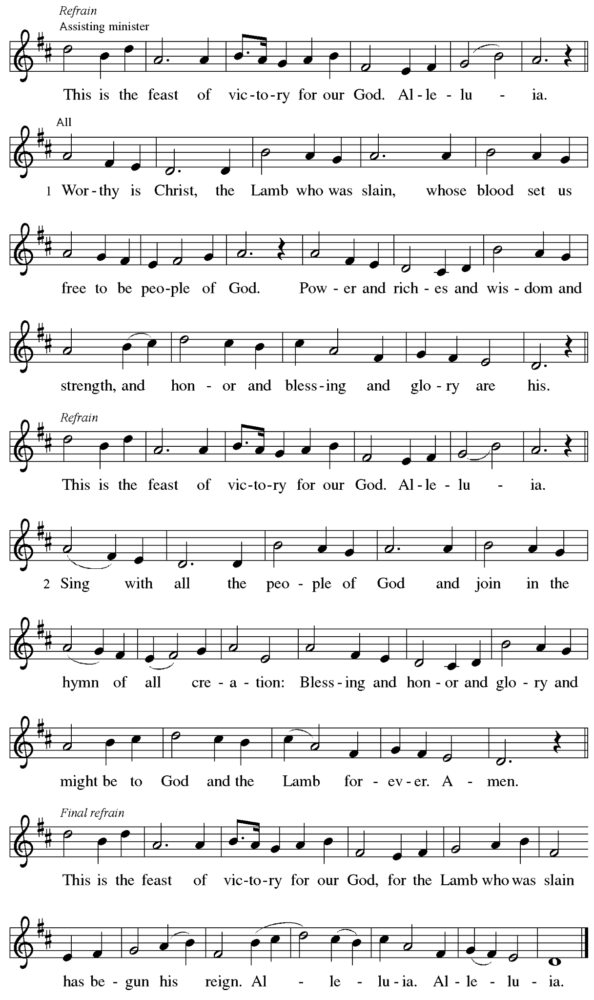 Refrain
Assisting minister
This is the feast of vic-to-ry for our God. Al-le-lu-ia.
All
1 Wor-thy is Christ, the Lamb who was slain, whose blood set us
free to be peo-ple of God. Pow-er and rich-es and wis-dom and
strength, and hon-or and bless-ing and glo-ry are his.
Refrain
This is the feast of vic-to-ry for our God. Al-le-lu-ia.
2 Sing with all the peo-ple of God and join in the
hymn of all cre-a-tion: Bless-ing and hon-or and glo-ry and
might be to God and the Lamb for-ev-er. A-men.
Final refrain
This is the feast of vic-to-ry for our God, for the Lamb who was slain
has be-gun his reign. Al-le-lu-ia. Al-le-lu-ia.